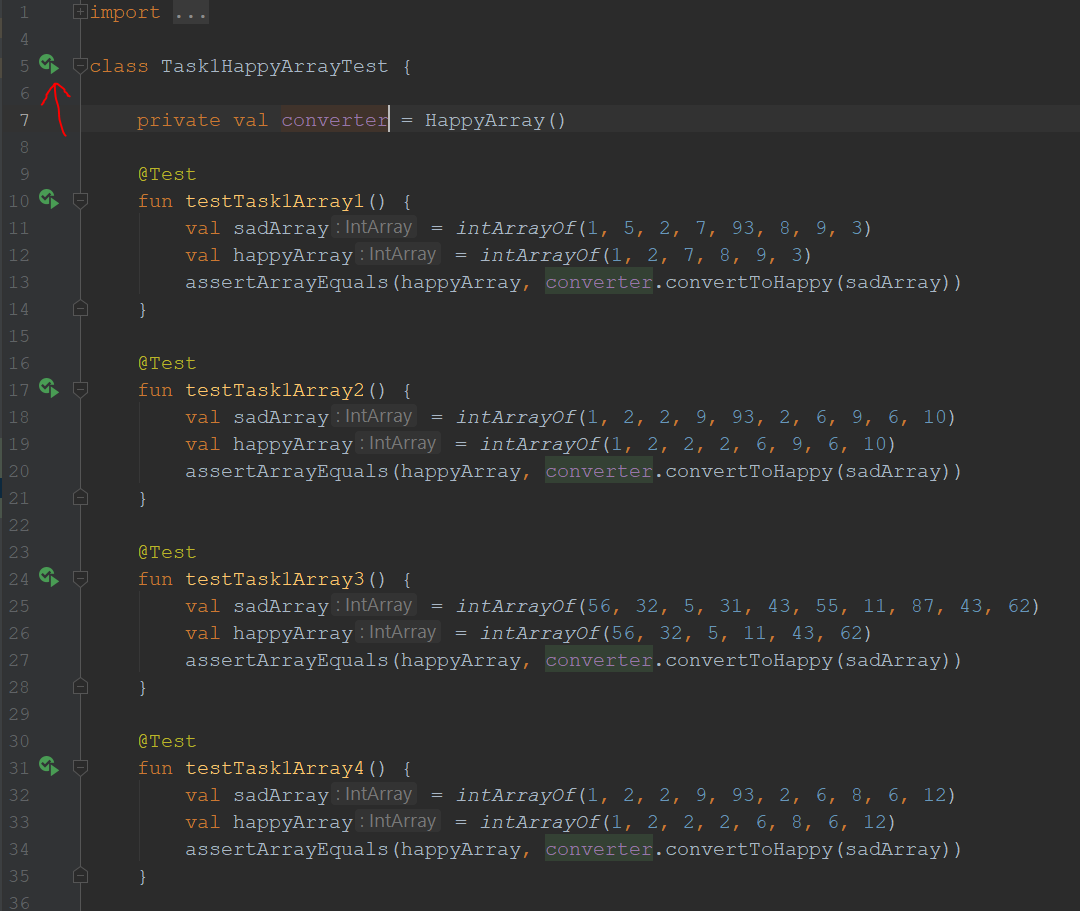 1 import ...
4
5 class Task1HappyArrayTest {
6
7 private val converter = HappyArray()
8
9 @Test
10 fun testTask1Array1() {
11 val sadArray : IntArray = intArrayOf(1, 5, 2, 7, 93, 8, 9, 3)
12 val happyArray : IntArray = intArrayOf(1, 2, 7, 8, 9, 3)
13 assertArrayEquals(happyArray, converter.convertToHappy(sadArray))
14 }
15
16 @Test
17 fun testTask1Array2() {
18 val sadArray : IntArray = intArrayOf(1, 2, 2, 9, 93, 2, 6, 9, 6, 10)
19 val happyArray : IntArray = intArrayOf(1, 2, 2, 2, 6, 9, 6, 10)
20 assertArrayEquals(happyArray, converter.convertToHappy(sadArray))
21 }
22
23 @Test
24 fun testTask1Array3() {
25 val sadArray : IntArray = intArrayOf(56, 32, 5, 31, 43, 55, 11, 87, 43, 62)
26 val happyArray : IntArray = intArrayOf(56, 32, 5, 11, 43, 62)
27 assertArrayEquals(happyArray, converter.convertToHappy(sadArray))
28 }
29
30 @Test
31 fun testTask1Array4() {
32 val sadArray : IntArray = intArrayOf(1, 2, 2, 9, 93, 2, 6, 8, 6, 12)
33 val happyArray : IntArray = intArrayOf(1, 2, 2, 2, 6, 8, 6, 12)
34 assertArrayEquals(happyArray, converter.convertToHappy(sadArray))
35 }
36